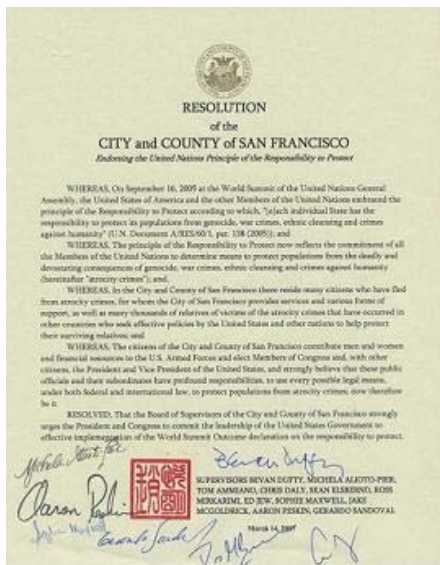 RESOLUTION
of the
CITY and COUNTY of SAN FRANCISCO
Endorsing the United Nations Principle of the Responsibility to Protect
WHEREAS, On September 16, 2005 at the World Summit of the United Nations General
Assembly, the United States of America and the other Members of the United Nations embraced the
principle of the Responsibility to Protect according to which, "[e]ach individual State has the
responsibility to protect its populations from genocide, war crimes, ethnic cleansing and crimes
against humanity" (U.N. Document A/RES/60/1, par. 138 (2005)); and
WHEREAS, The principle of the Responsibility to Protect now reflects the commitment of all
the Members of the United Nations to determine means to protect populations from the deadly and
devastating consequences of genocide, war crimes, ethnic cleansing and crimes against humanity
(hereinafter "atrocity crimes"); and,
WHEREAS, In the City and County of San Francisco there reside many citizens who have fled
from atrocity crimes, for whom the City of San Francisco provides services and various forms of
support, as well as many thousands of relatives of victims of the atrocity crimes that have occurred in
other countries who seek effective policies by the United States and other nations to help protect
their surviving relatives; and
WHEREAS, The citizens of the City and County of San Francisco contribute men and women
and financial resources to the U.S. Armed Forces and elect Members of Congress and, with other
citizens, the President and Vice President of the United States, and strongly believe that these public
officials and their subordinates have profound responsibilities, to use every possible legal means,
under both federal and international law, to protect populations from atrocity crimes; now therefore
be it
RESOLVED, That the Board of Supervisors of the City and County of San Francisco strongly
urges the President and Congress to commit the leadership of the United States Government to
effective implementation of the World Summit Outcome declaration on the responsibility to protect.
Bevan Dufty
SUPERVISORS BEVAN DUFTY, MICHELA ALIOTO-PIER,
TOM AMMIANO, CHRIS DALY, SEAN ELSBERND, ROSS
MIRKARIMI, ED JEW, SOPHIE MAXWELL, JAKE
MCGOLDRICK, AARON PESKIN, GERARDO SANDOVAL
Aaron Peskin
March 14, 2007